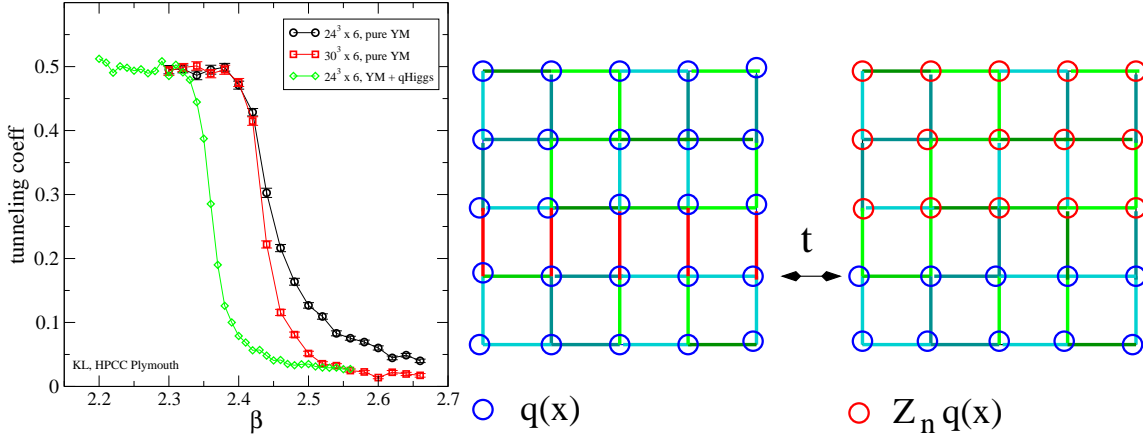 tunneling coeff
0.5
0.4
0.3
0.2
0.1
0
24³ x 6, pure YM
30³ x 6, pure YM
24³ x 6, YM + qHiggs
KL, HPCC Plymouth
2.2 2.3 2.4 2.5 2.6 2.7
β
t
q(x)
Z_n q(x)